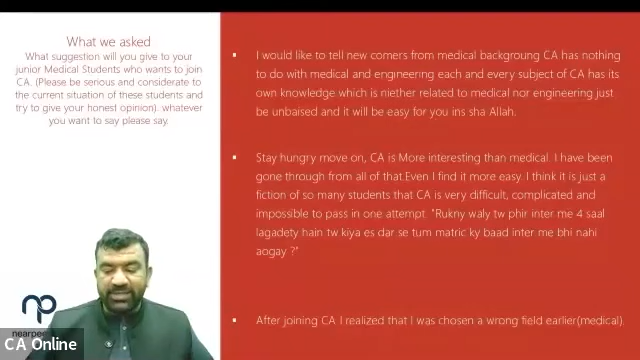 What we asked
What suggestion will you give to your
junior Medical Students who wants to join
CA. (Please be serious and considerate to
the current situation of these students and
try to give your honest opinion). whatever
you want to say please say.
▪ I would like to tell new comers from medical backgroung CA has nothing
to do with medical and engineering each and every subject of CA has its
own knowledge which is niether related to medical nor engineering just
be unbaised and it will be easy for you ins sha Allah.
▪ Stay hungry move on, CA is More interesting than medical. I have been
gone through from all of that.Even I find it more easy. I think it is just a
fiction of so many students that CA is very difficult, complicated and
impossible to pass in one attempt. "Rukny waly tw phir inter me 4 saal
lagadety hain tw kiya es dar se tum matric ky baad inter me bhi nahi
aogay ?"
▪ After joining CA I realized that I was chosen a wrong field earlier(medical).
np
CA Online